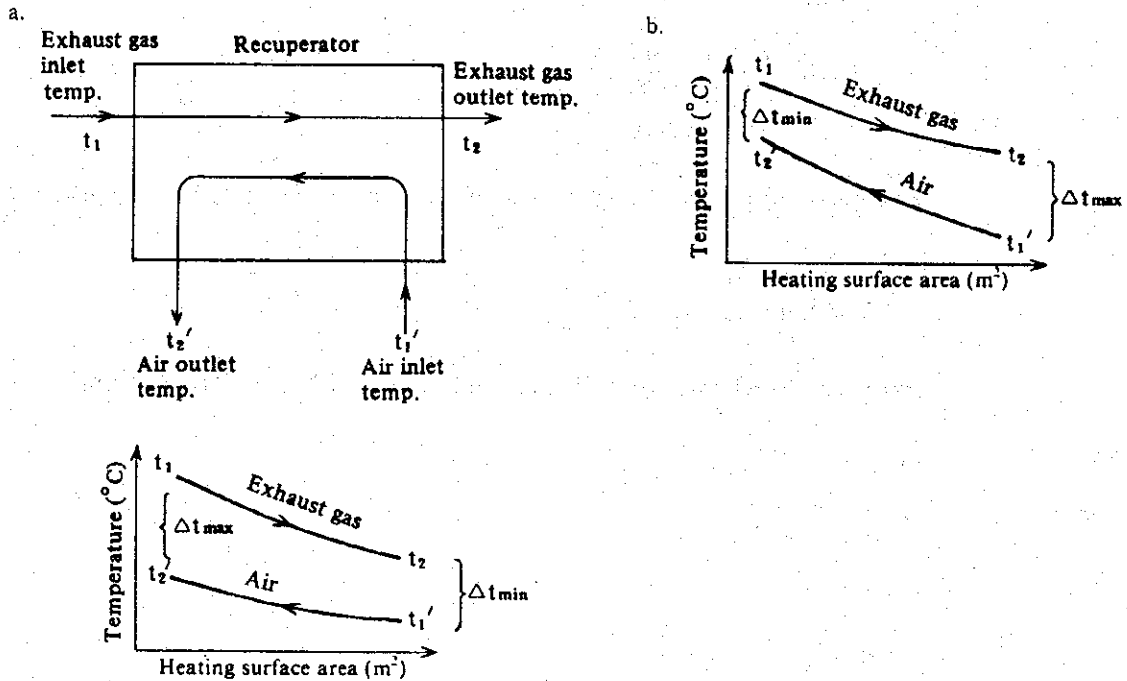 a.
Exhaust gas
inlet
temp.
Recuperator
Exhaust gas
outlet temp.
t₁
t₂
t₂′
Air outlet
temp.
t₁′
Air inlet
temp.
b.
Temperature (°C)
t₁
Δtmin
t₂′
Exhaust gas
Air
t₂
Δtmax
t₁′
Heating surface area (m²)
Temperature (°C)
t₁
Δtmax
t₂′
Exhaust gas
Air
t₂
Δtmin
t₁′
Heating surface area (m²)